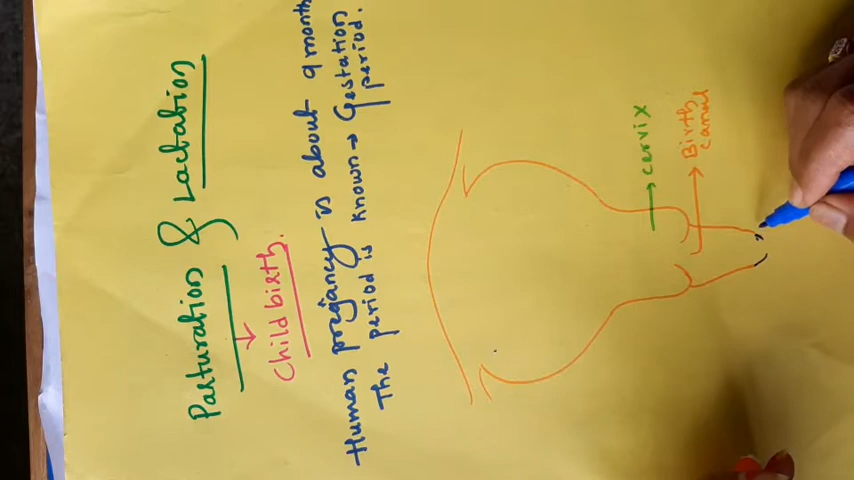 Parturation & Lactation
↓
Child birth.
Human pregancy is about 9 month
The period is known → Gestation
period.
→ cervix
→ Birth
canal